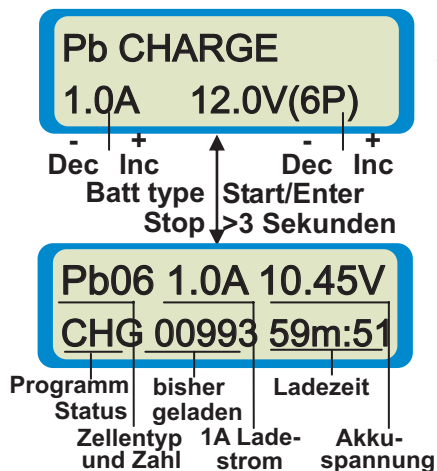 Pb CHARGE
1.0A 12.0V(6P)
- + - +
Dec Inc Dec Inc
Batt type Start/Enter
Stop >3 Sekunden
Pb06 1.0A 10.45V
CHG 00993 59m:51
Programm bisher Ladezeit
Status geladen
Zellentyp 1A Lade- Akku-
und Zahl strom spannung